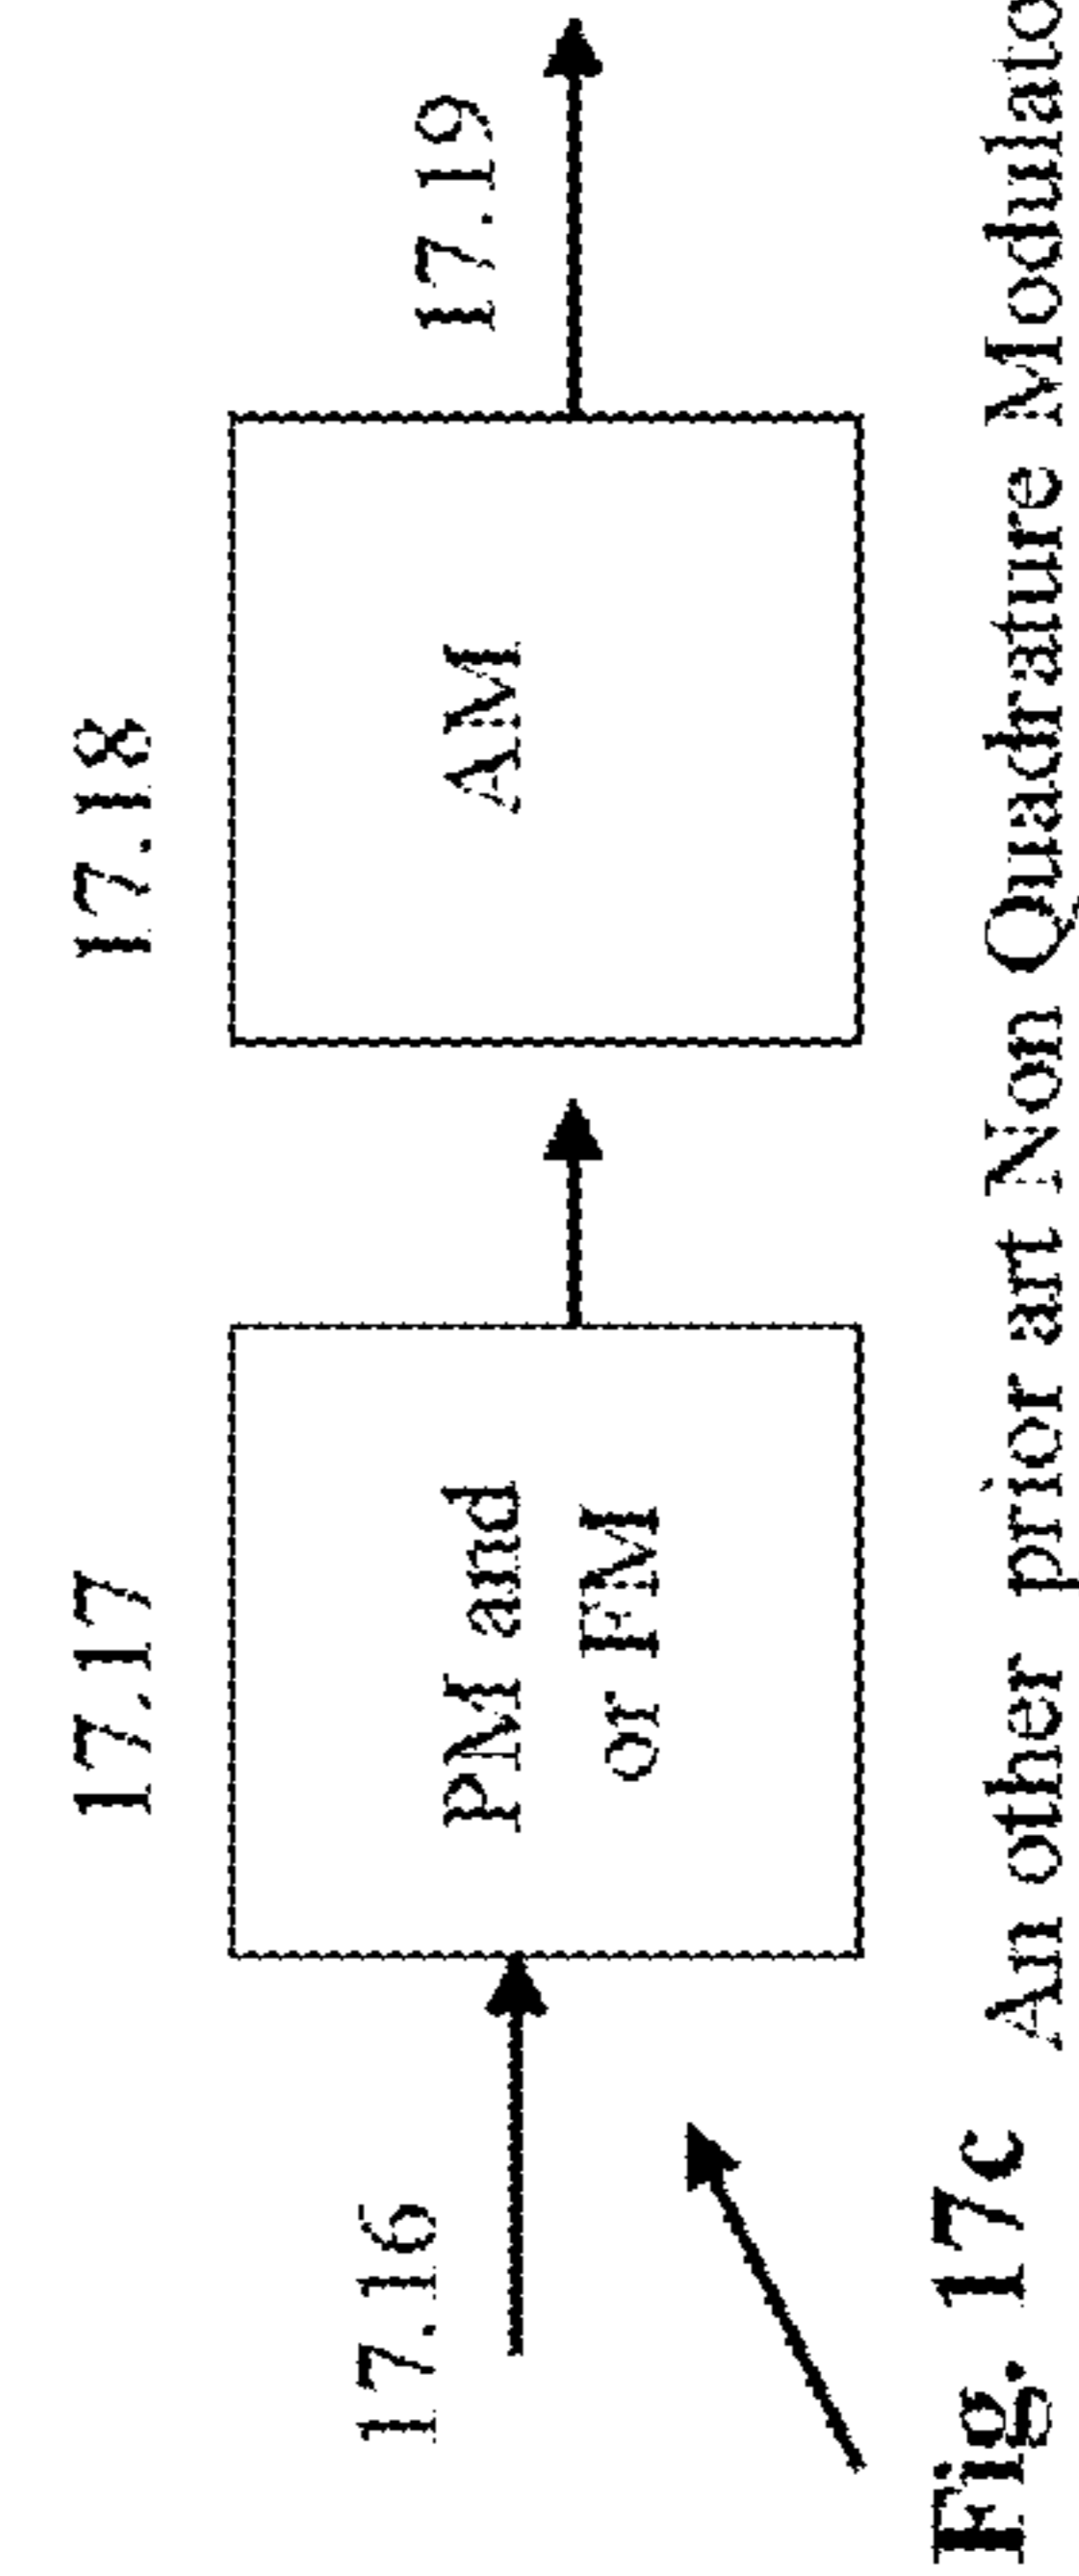 17.17
17.18
17.16
PM and
or FM
AM
17.19
Fig. 17c An other prior art Non Quadrature Modulato